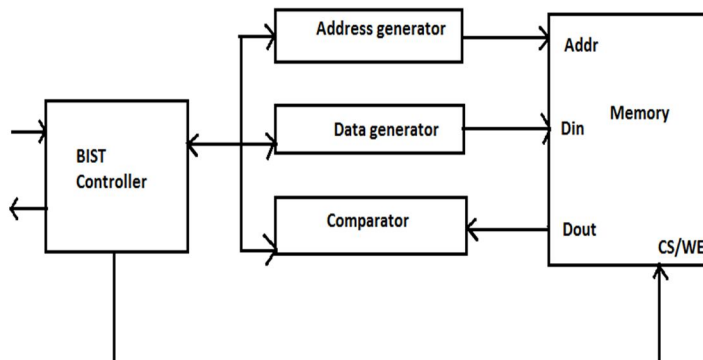 Address generator
Addr
Memory
Data generator
Din
BIST
Controller
Comparator
Dout
CS/WE